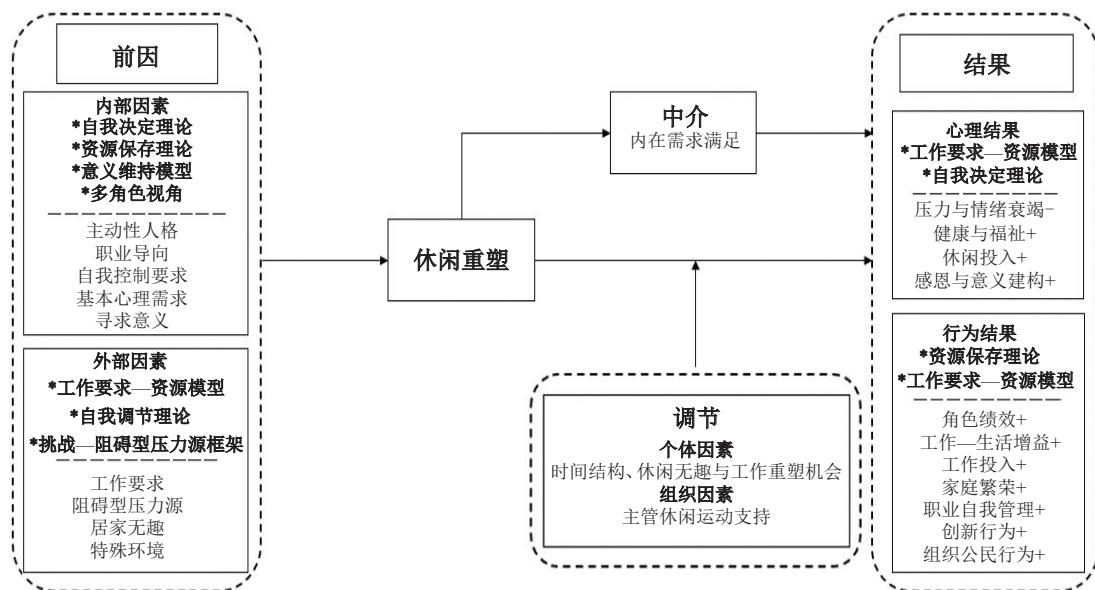 前因
内部因素
*自我决定理论
*资源保存理论
*意义维持模型
*多角色视角
主动性人格
职业导向
自我控制要求
基本心理需求
寻求意义
外部因素
*工作要求—资源模型
*自我调节理论
*挑战—阻碍型压力源框架
工作要求
阻碍型压力源
居家无趣
特殊环境
休闲重塑
中介
内在需求满足
调节
个体因素
时间结构、休闲无趣与工作重塑机会
组织因素
主管休闲运动支持
结果
心理结果
*工作要求—资源模型
*自我决定理论
压力与情绪衰竭−
健康与福祉+
休闲投入+
感恩与意义建构+
行为结果
*资源保存理论
*工作要求—资源模型
角色绩效+
工作—生活增益+
工作投入+
家庭繁荣+
职业自我管理+
创新行为+
组织公民行为+